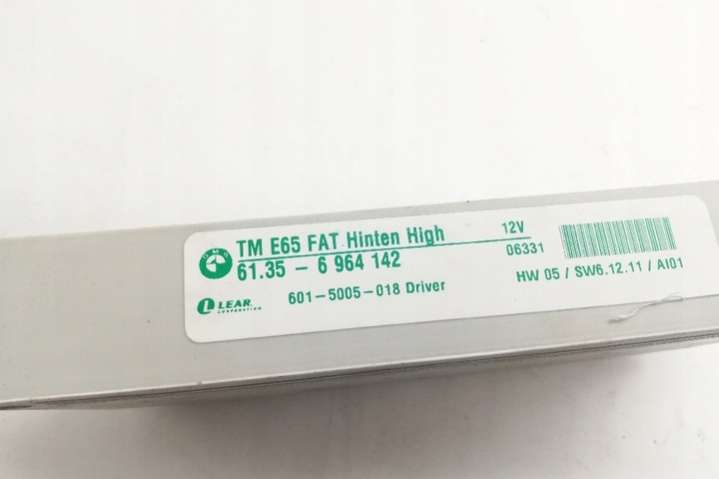 TM E65 FAT Hinten High 12V
61.35 - 6 964 142 06331
HW 05 / SW6.12.11 / AI01
LEAR
CORPORATION
601-5005-018 Driver